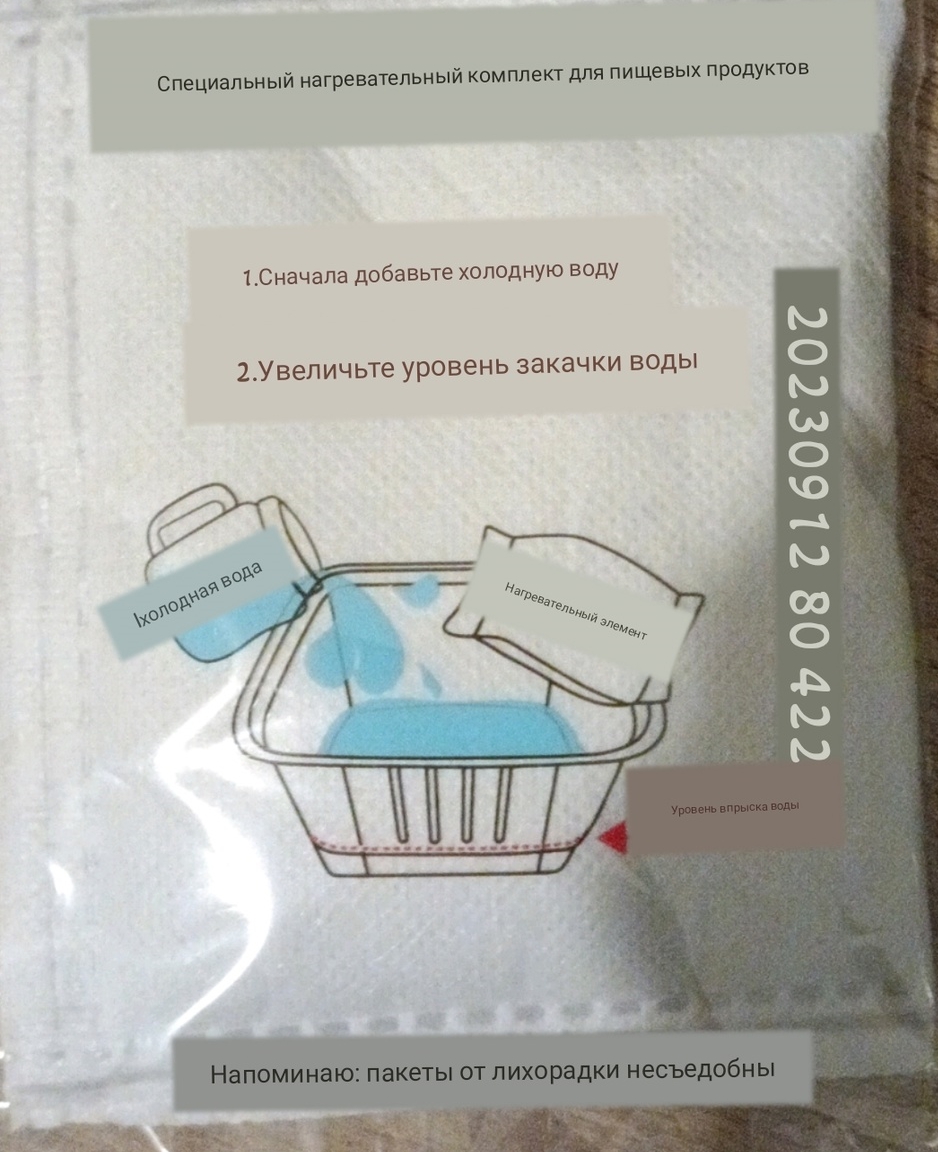 Специальный нагревательный комплект для пищевых продуктов
1.Сначала добавьте холодную воду
2.Увеличьте уровень закачки воды
20230912 80 422
Iхолодная вода
Нагревательный элемент
Уровень впрыска воды
Напоминаю: пакеты от лихорадки несъедобны